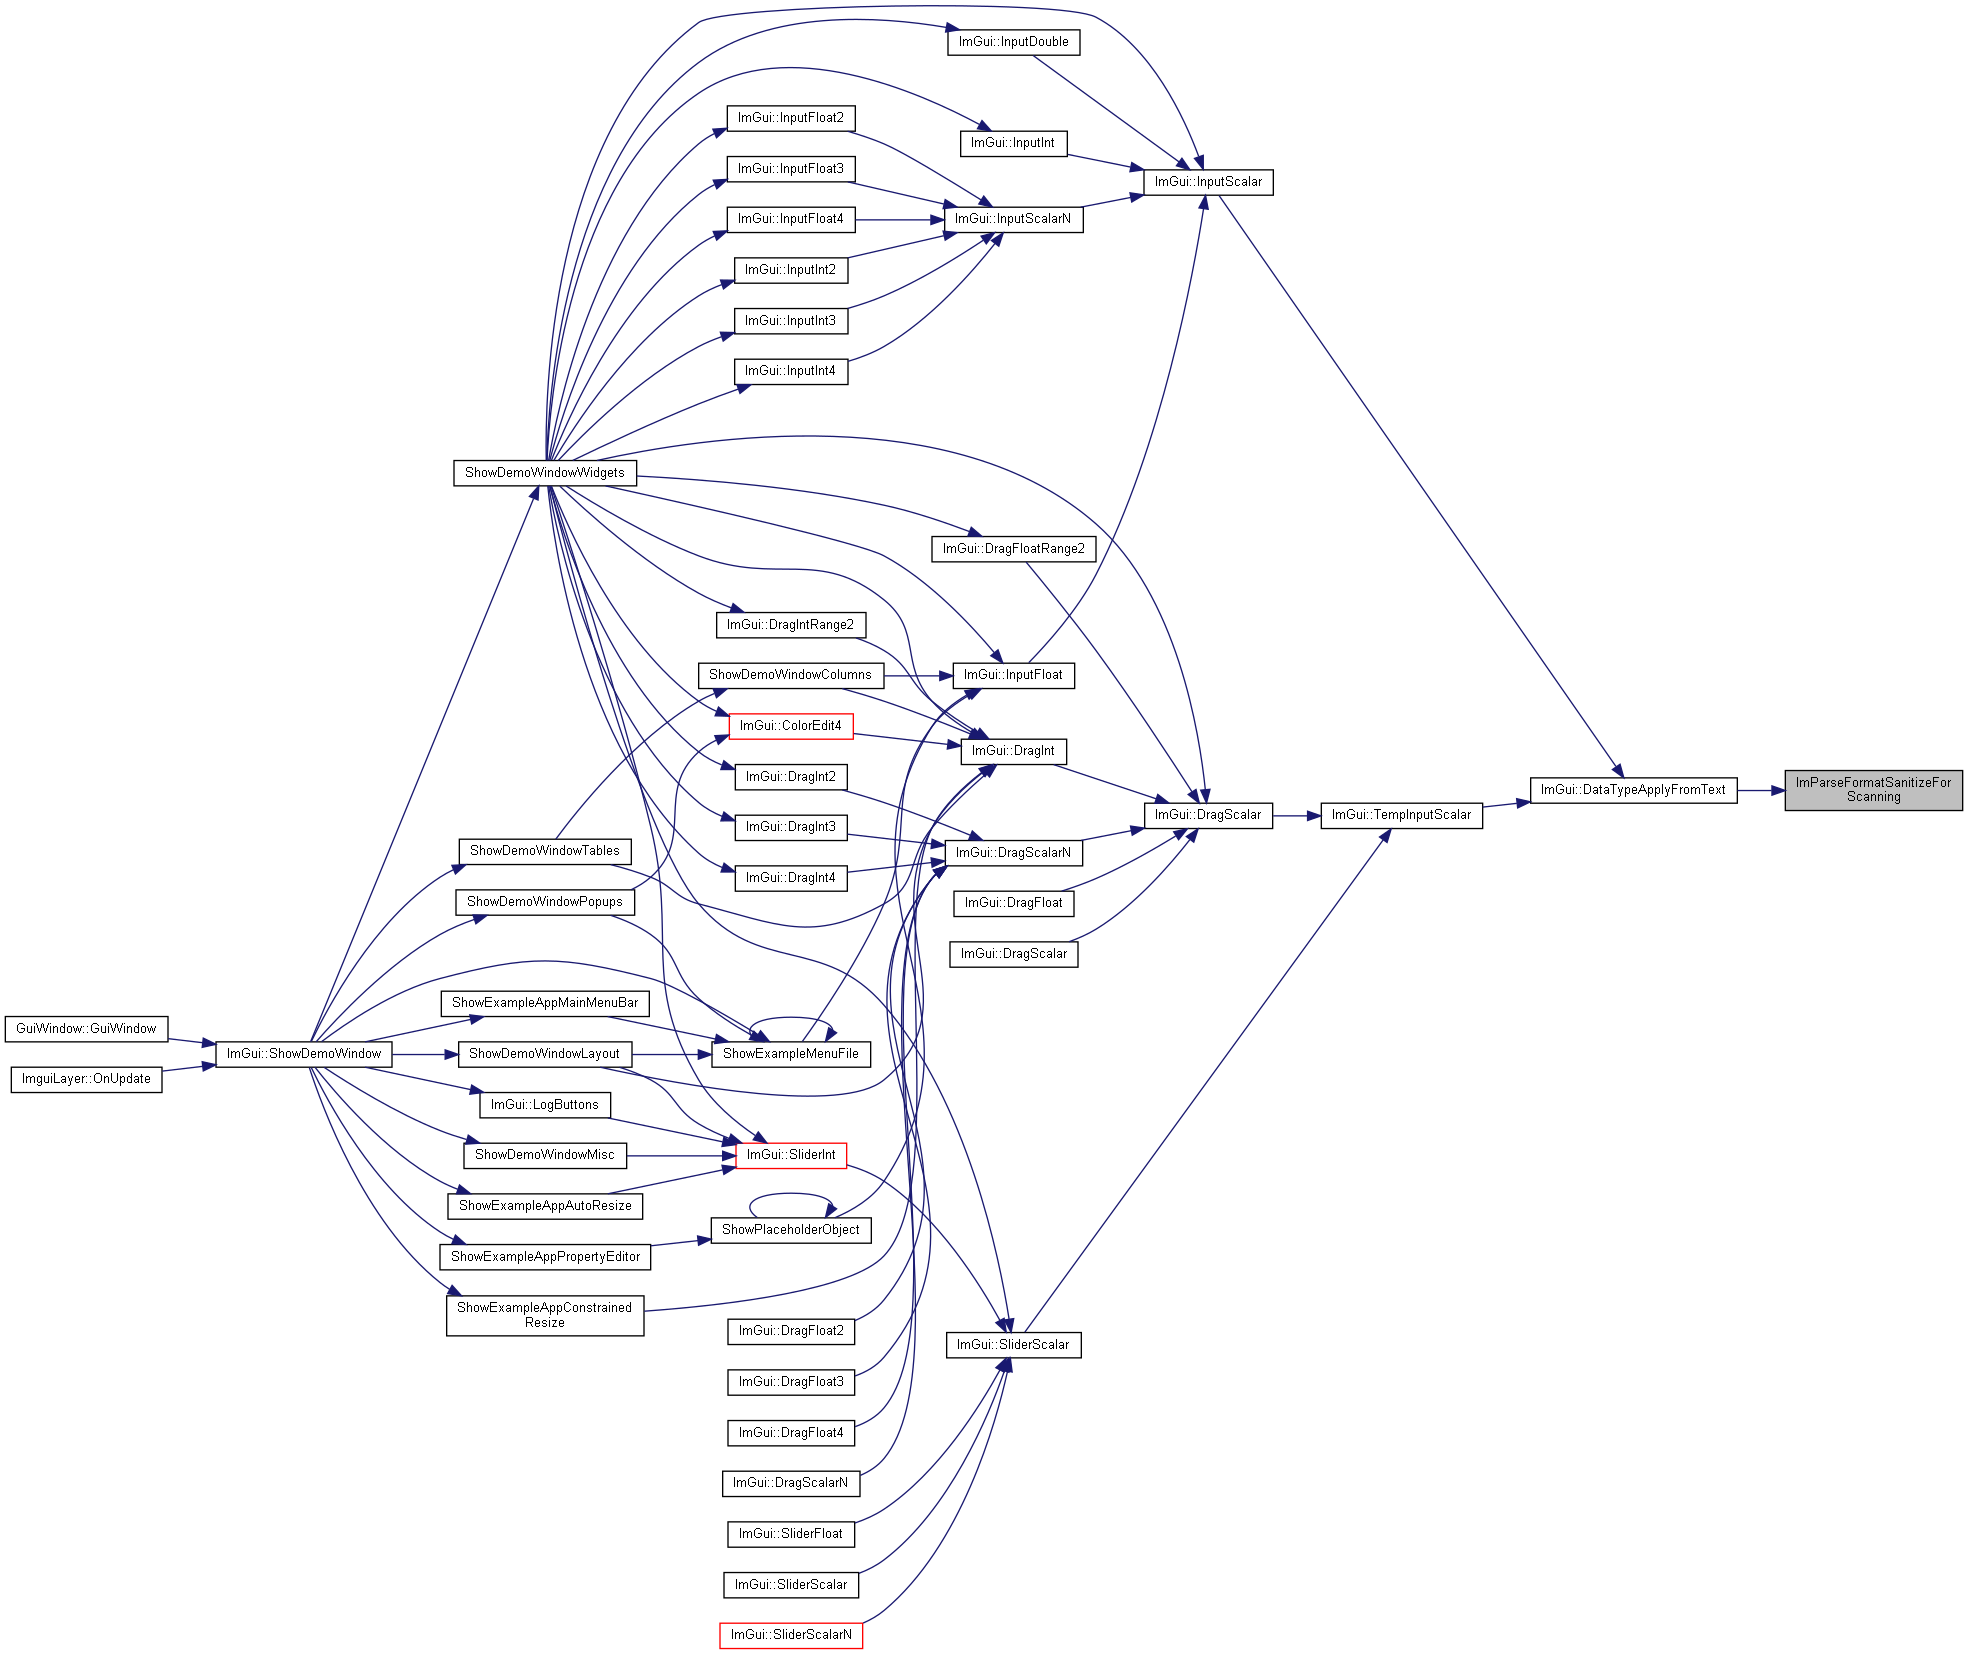 ImGui::InputDouble
ImGui::InputFloat2
ImGui::InputInt
ImGui::InputFloat3
ImGui::InputScalar
ImGui::InputFloat4
ImGui::InputScalarN
ImGui::InputInt2
ImGui::InputInt3
ImGui::InputInt4
ShowDemoWindowWidgets
ImGui::DragFloatRange2
ImGui::DragIntRange2
ShowDemoWindowColumns
ImGui::InputFloat
ImGui::ColorEdit4
ImGui::DragInt
ImGui::DragInt2
ImParseFormatSanitizeFor
Scanning
ImGui::DataTypeApplyFromText
ImGui::TempInputScalar
ImGui::DragScalar
ImGui::DragInt3
ShowDemoWindowTables
ImGui::DragScalarN
ImGui::DragInt4
ShowDemoWindowPopups
ImGui::DragFloat
ImGui::DragScalar
ShowExampleAppMainMenuBar
GuiWindow::GuiWindow
ImGui::ShowDemoWindow
ShowDemoWindowLayout
ShowExampleMenuFile
ImguiLayer::OnUpdate
ImGui::LogButtons
ShowDemoWindowMisc
ImGui::SliderInt
ShowExampleAppAutoResize
ShowPlaceholderObject
ShowExampleAppPropertyEditor
ShowExampleAppConstrained
Resize
ImGui::DragFloat2
ImGui::SliderScalar
ImGui::DragFloat3
ImGui::DragFloat4
ImGui::DragScalarN
ImGui::SliderFloat
ImGui::SliderScalar
ImGui::SliderScalarN